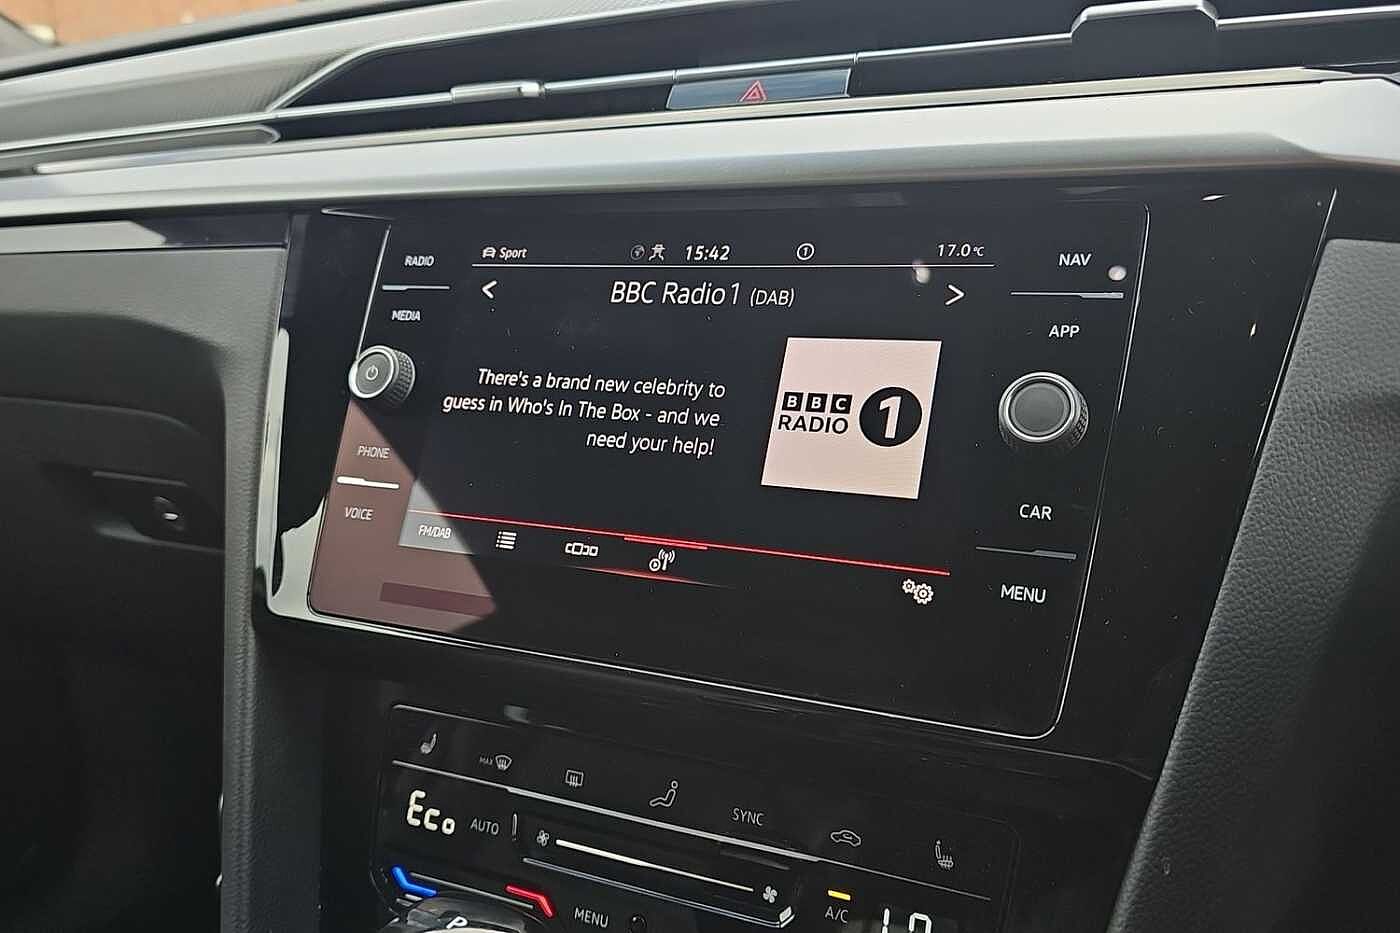 RADIO
Sport
15:42
1
17.0°C
NAV
MEDIA
BBC Radio 1 (DAB)
APP
There's a brand new celebrity to
guess in Who's In The Box - and we
need your help!
BBC
RADIO
1
PHONE
VOICE
FM/DAB
CAR
MENU
MAX
SYNC
Eco
AUTO
MENU
A/C
P